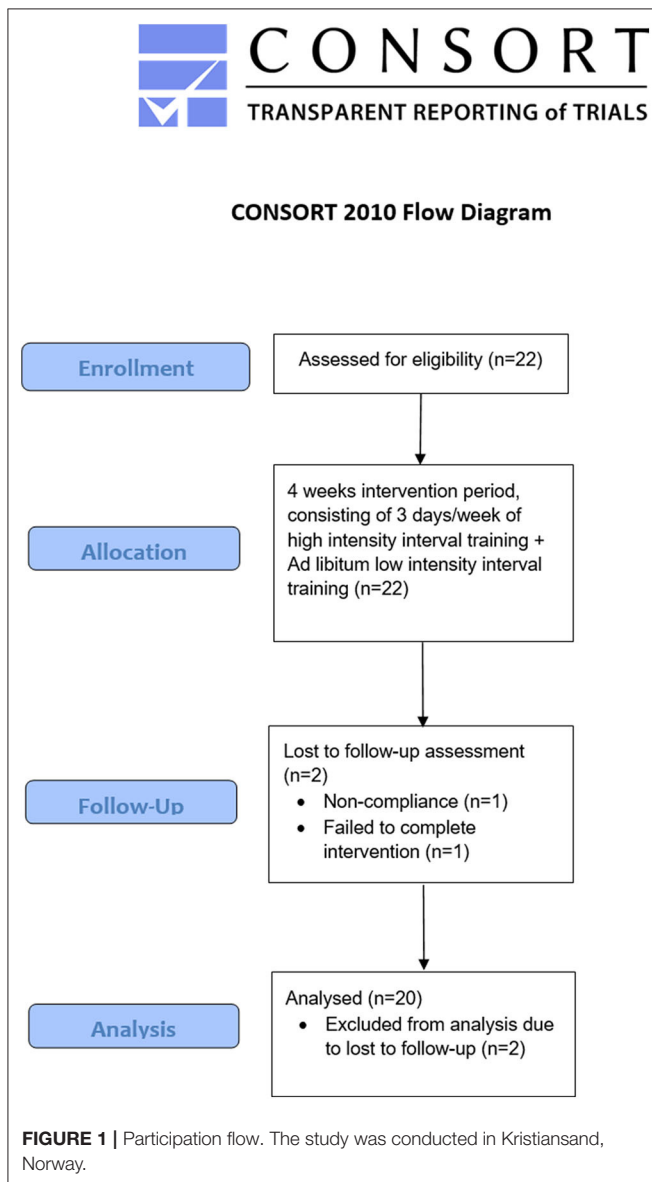 CONSORT
TRANSPARENT REPORTING of TRIALS
CONSORT 2010 Flow Diagram
Enrollment
Assessed for eligibility (n=22)
Allocation
4 weeks intervention period,
consisting of 3 days/week of
high intensity interval training +
Ad libitum low intensity interval
training (n=22)
Follow-Up
Lost to follow-up assessment
(n=2)
• Non-compliance (n=1)
• Failed to complete
intervention (n=1)
Analysis
Analysed (n=20)
• Excluded from analysis due
to lost to follow-up (n=2)
FIGURE 1 | Participation flow. The study was conducted in Kristiansand,
Norway.